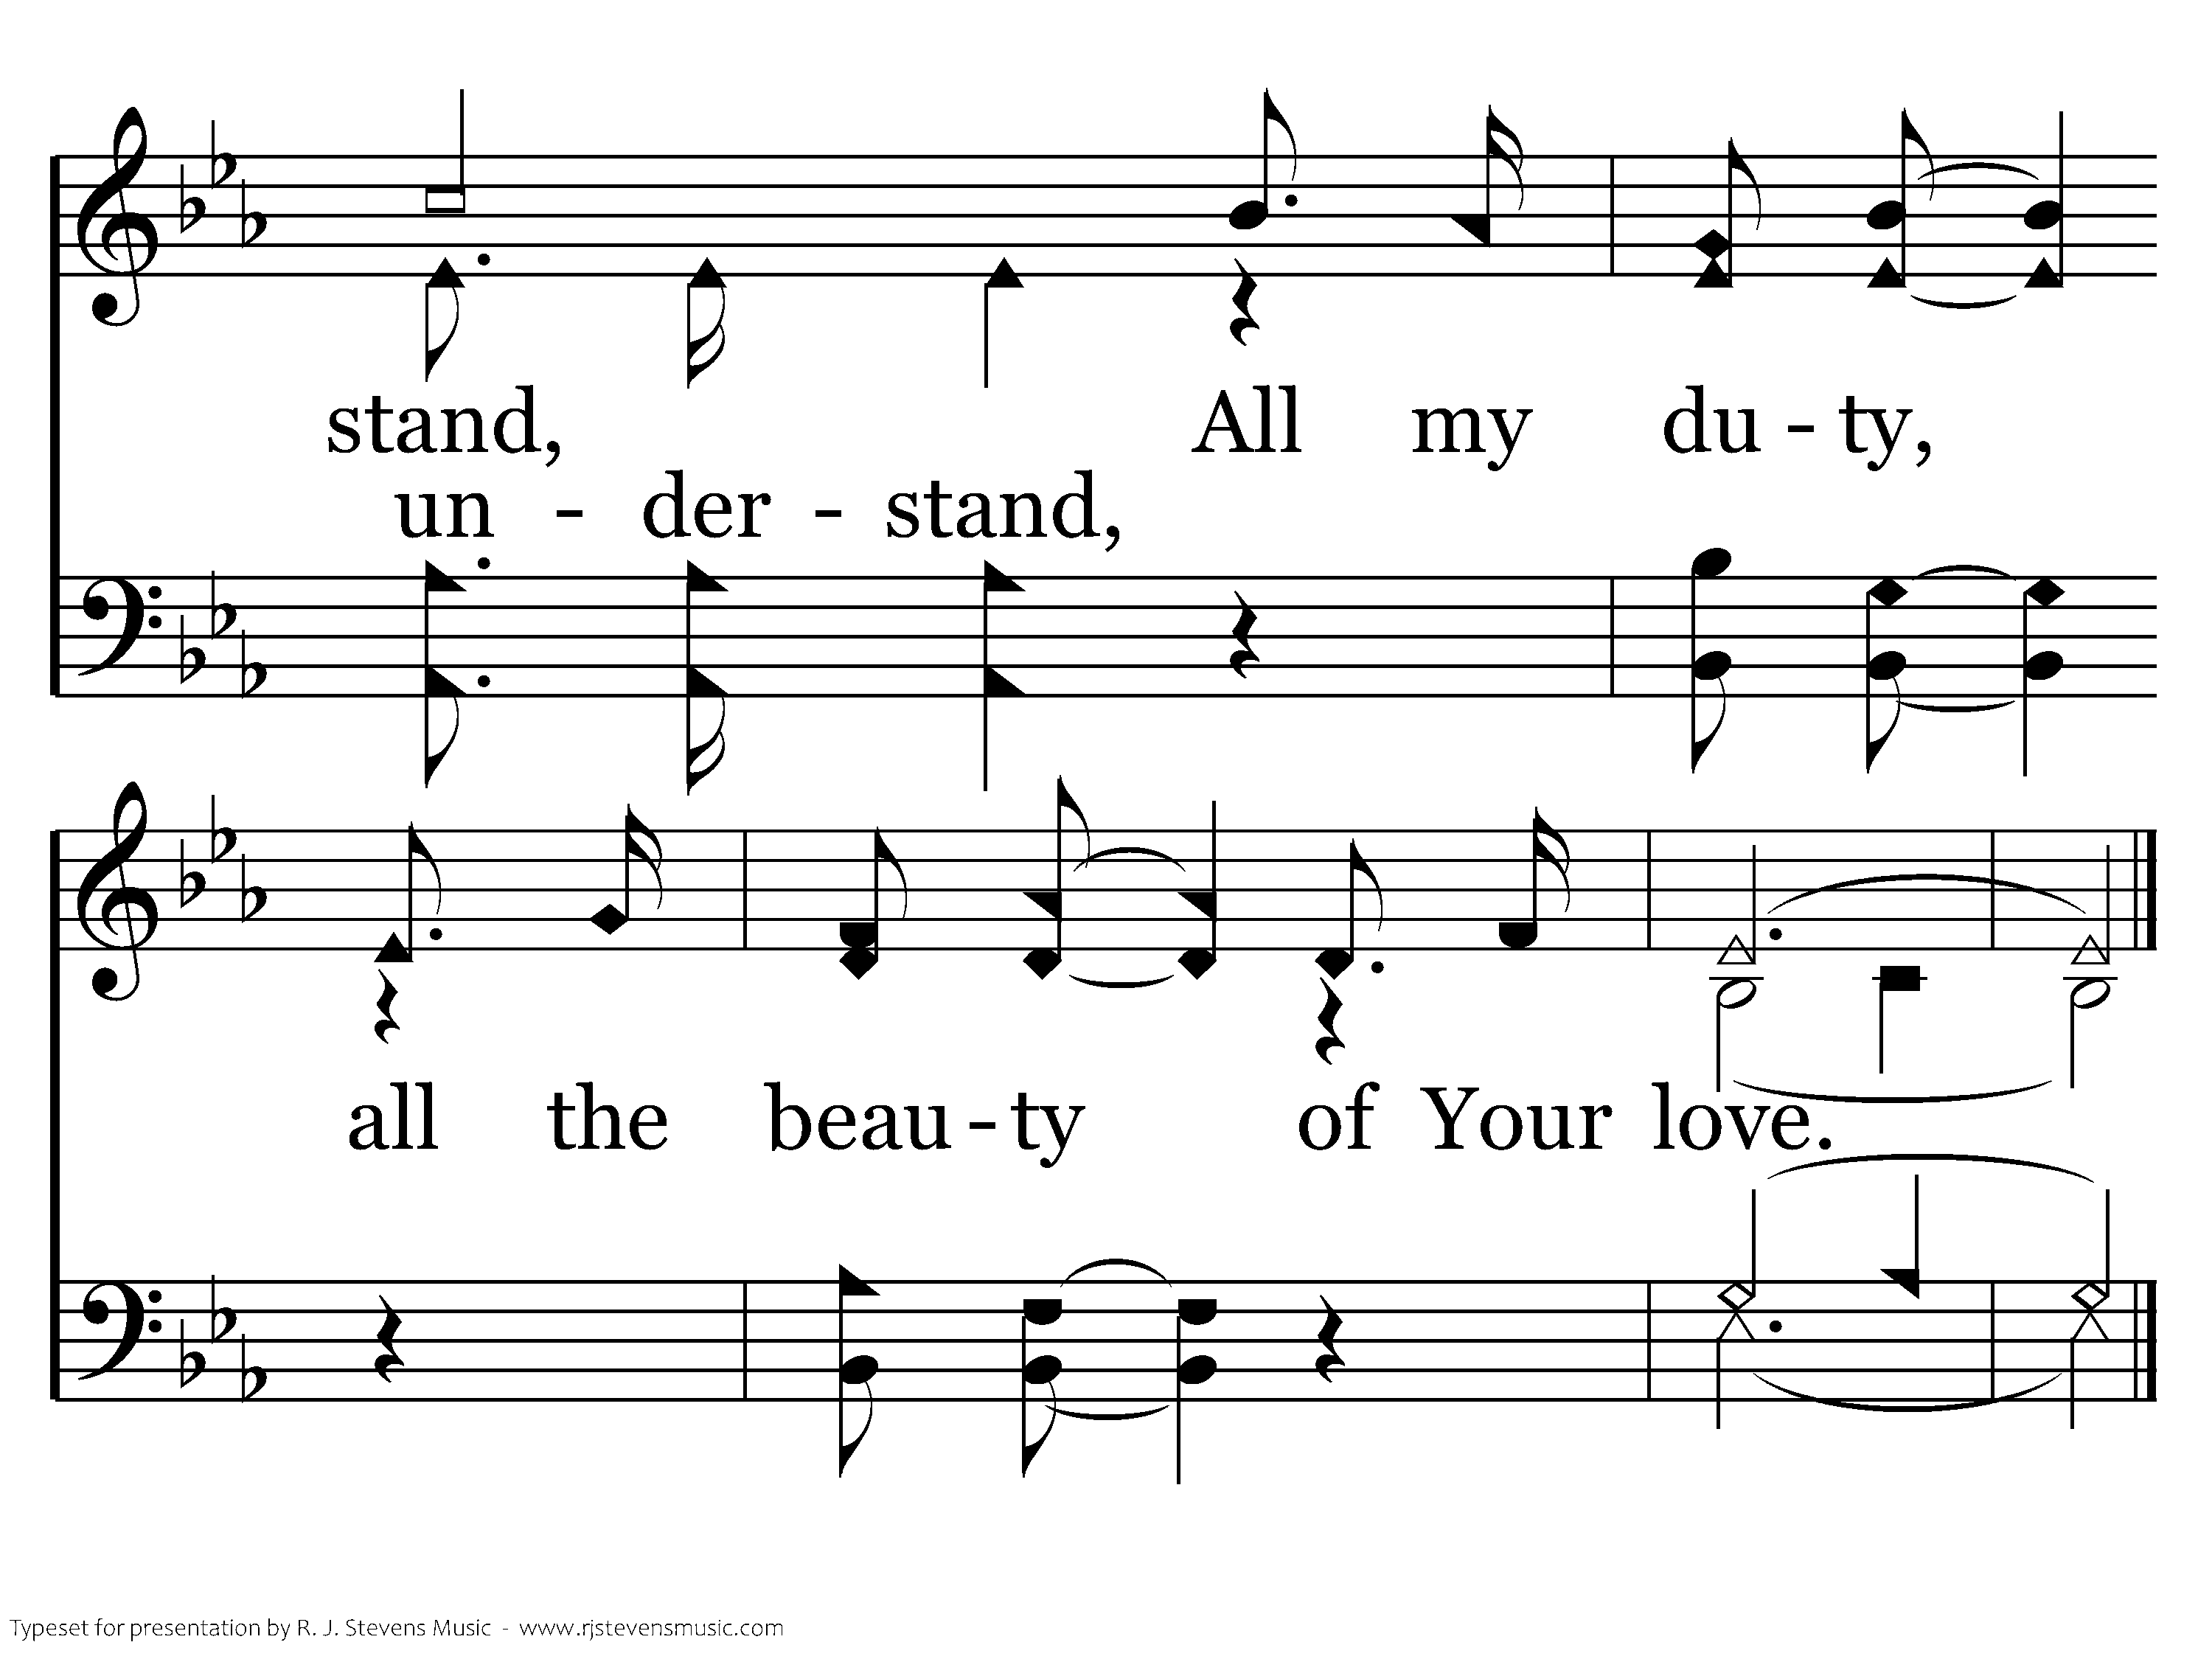 stand, All my du - ty,
un - der - stand,
all the beau - ty of Your love.
Typeset for presentation by R. J. Stevens Music - www.rjstevensmusic.com